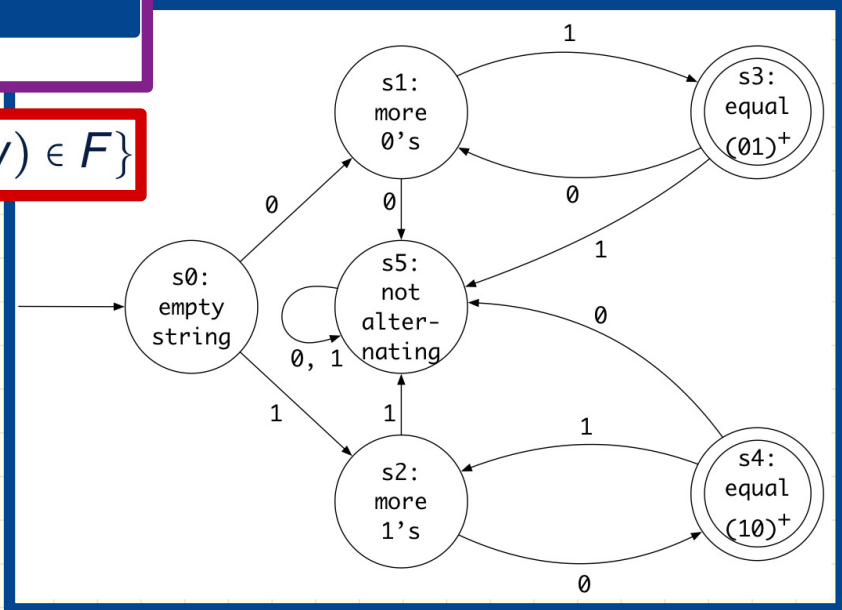 ) ∈ F}
1
s1:
more
0's
s3:
equal
(01)+
0
0
0
1
s0:
empty
string
s5:
not
alter-
nating
0, 1
0
1
1
1
s2:
more
1's
s4:
equal
(10)+
0